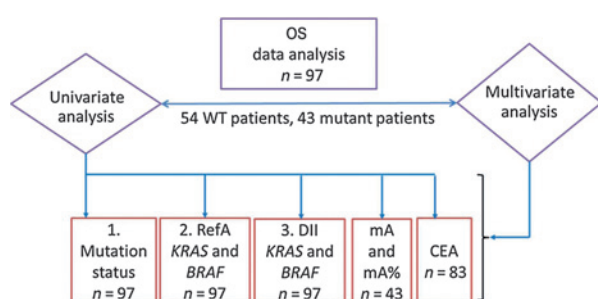 OS
data analysis
n = 97
Univariate
analysis
Multivariate
analysis
54 WT patients, 43 mutant patients
1.
Mutation
status
n = 97
2. RefA
KRAS and
BRAF
n = 97
3. DII
KRAS and
BRAF
n = 97
mA
and
mA%
n = 43
CEA
n = 83